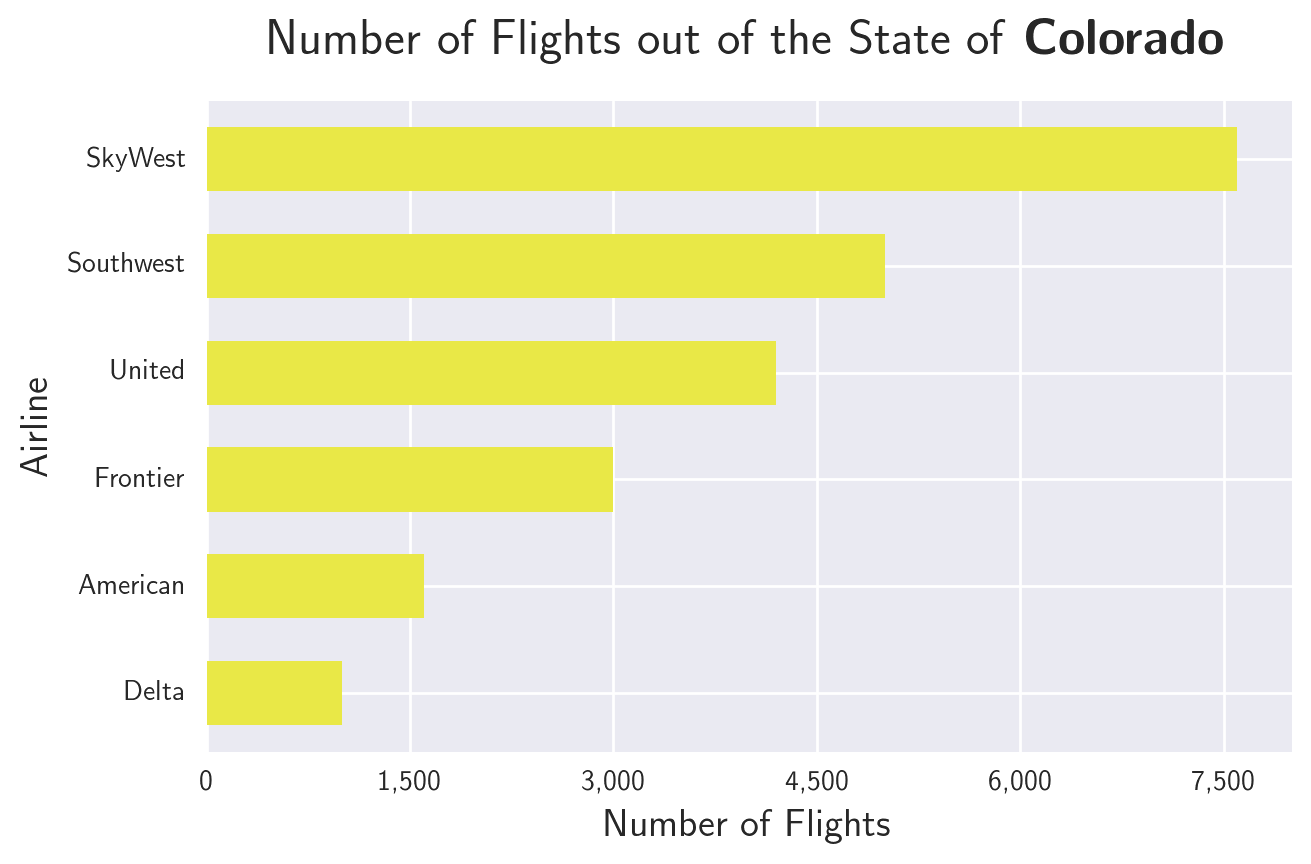 Number of Flights out of the State of Colorado
SkyWest
Southwest
United
Frontier
American
Delta
Airline
0 1,500 3,000 4,500 6,000 7,500
Number of Flights